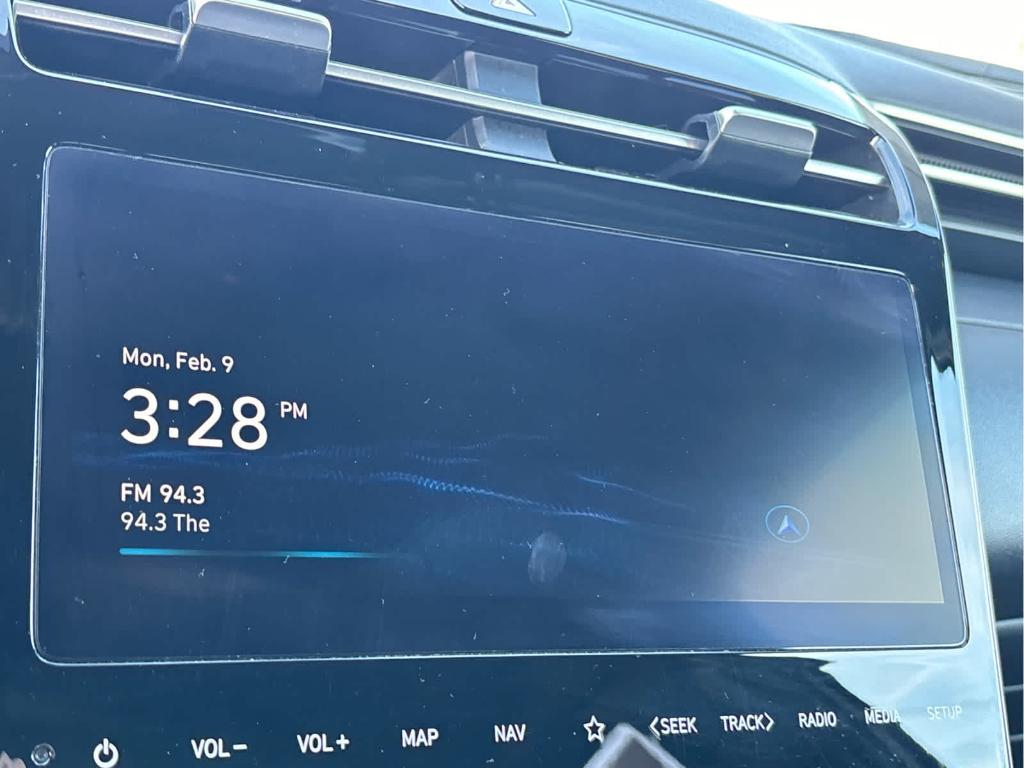 Mon, Feb. 9
3:28 PM
FM 94.3
94.3 The
VOL− VOL+ MAP NAV SEEK TRACK RADIO MEDIA SETUP